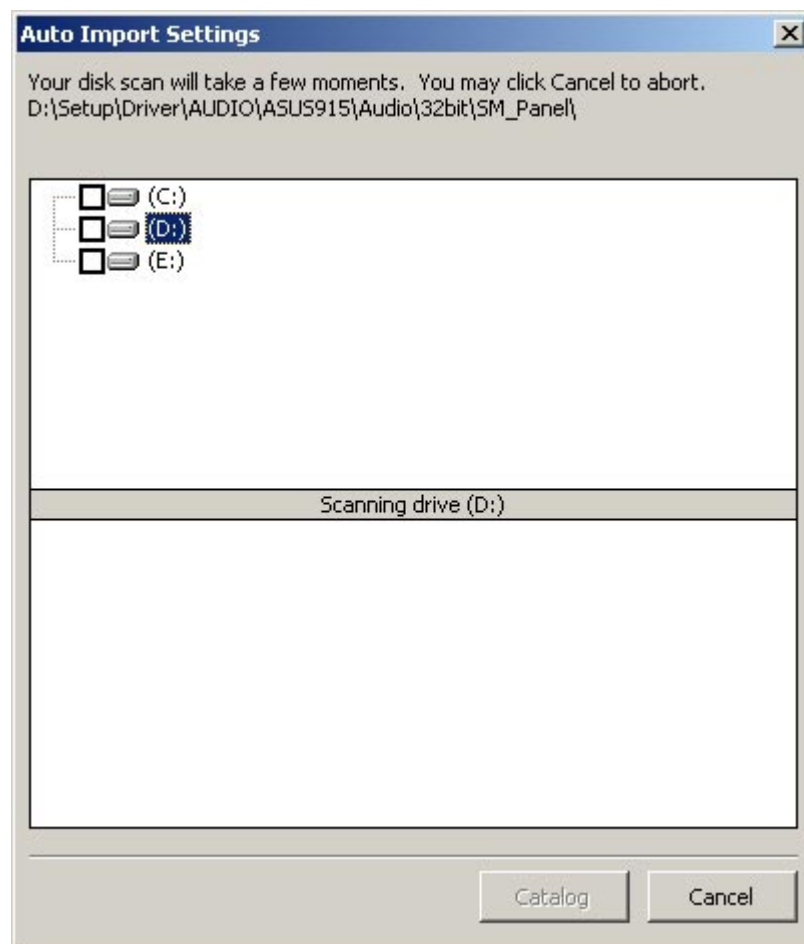 Auto Import Settings
Your disk scan will take a few moments. You may click Cancel to abort.
D:\Setup\Driver\AUDIO\ASUS915\Audio\32bit\SM_Panel\
(C:)
(D:)
(E:)
Scanning drive (D:)
Catalog
Cancel